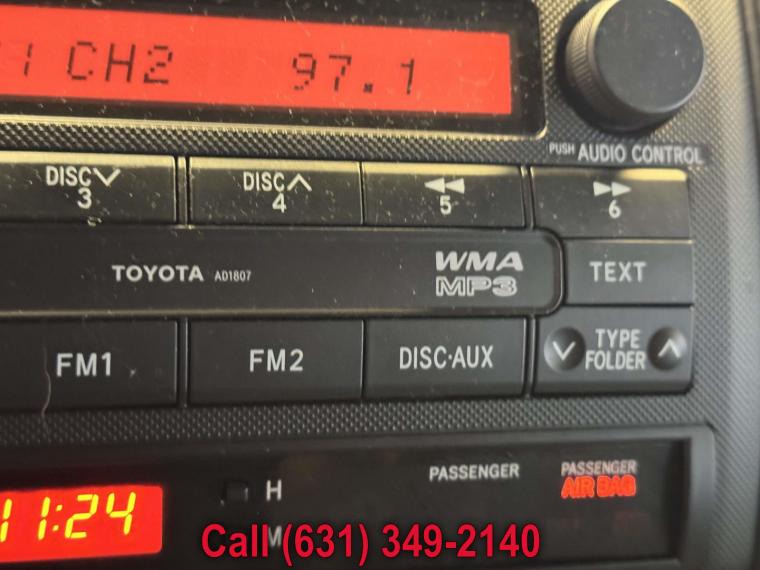 1 CH2 97.1
PUSH AUDIO CONTROL
DISC 3
DISC 4
5
6
TOYOTA AD1807
WMA
MP3
TEXT
FM1
FM2
DISC·AUX
TYPE
FOLDER
PASSENGER
PASSENGER
AIR BAG
11:24
H
M
Call (631) 349-2140